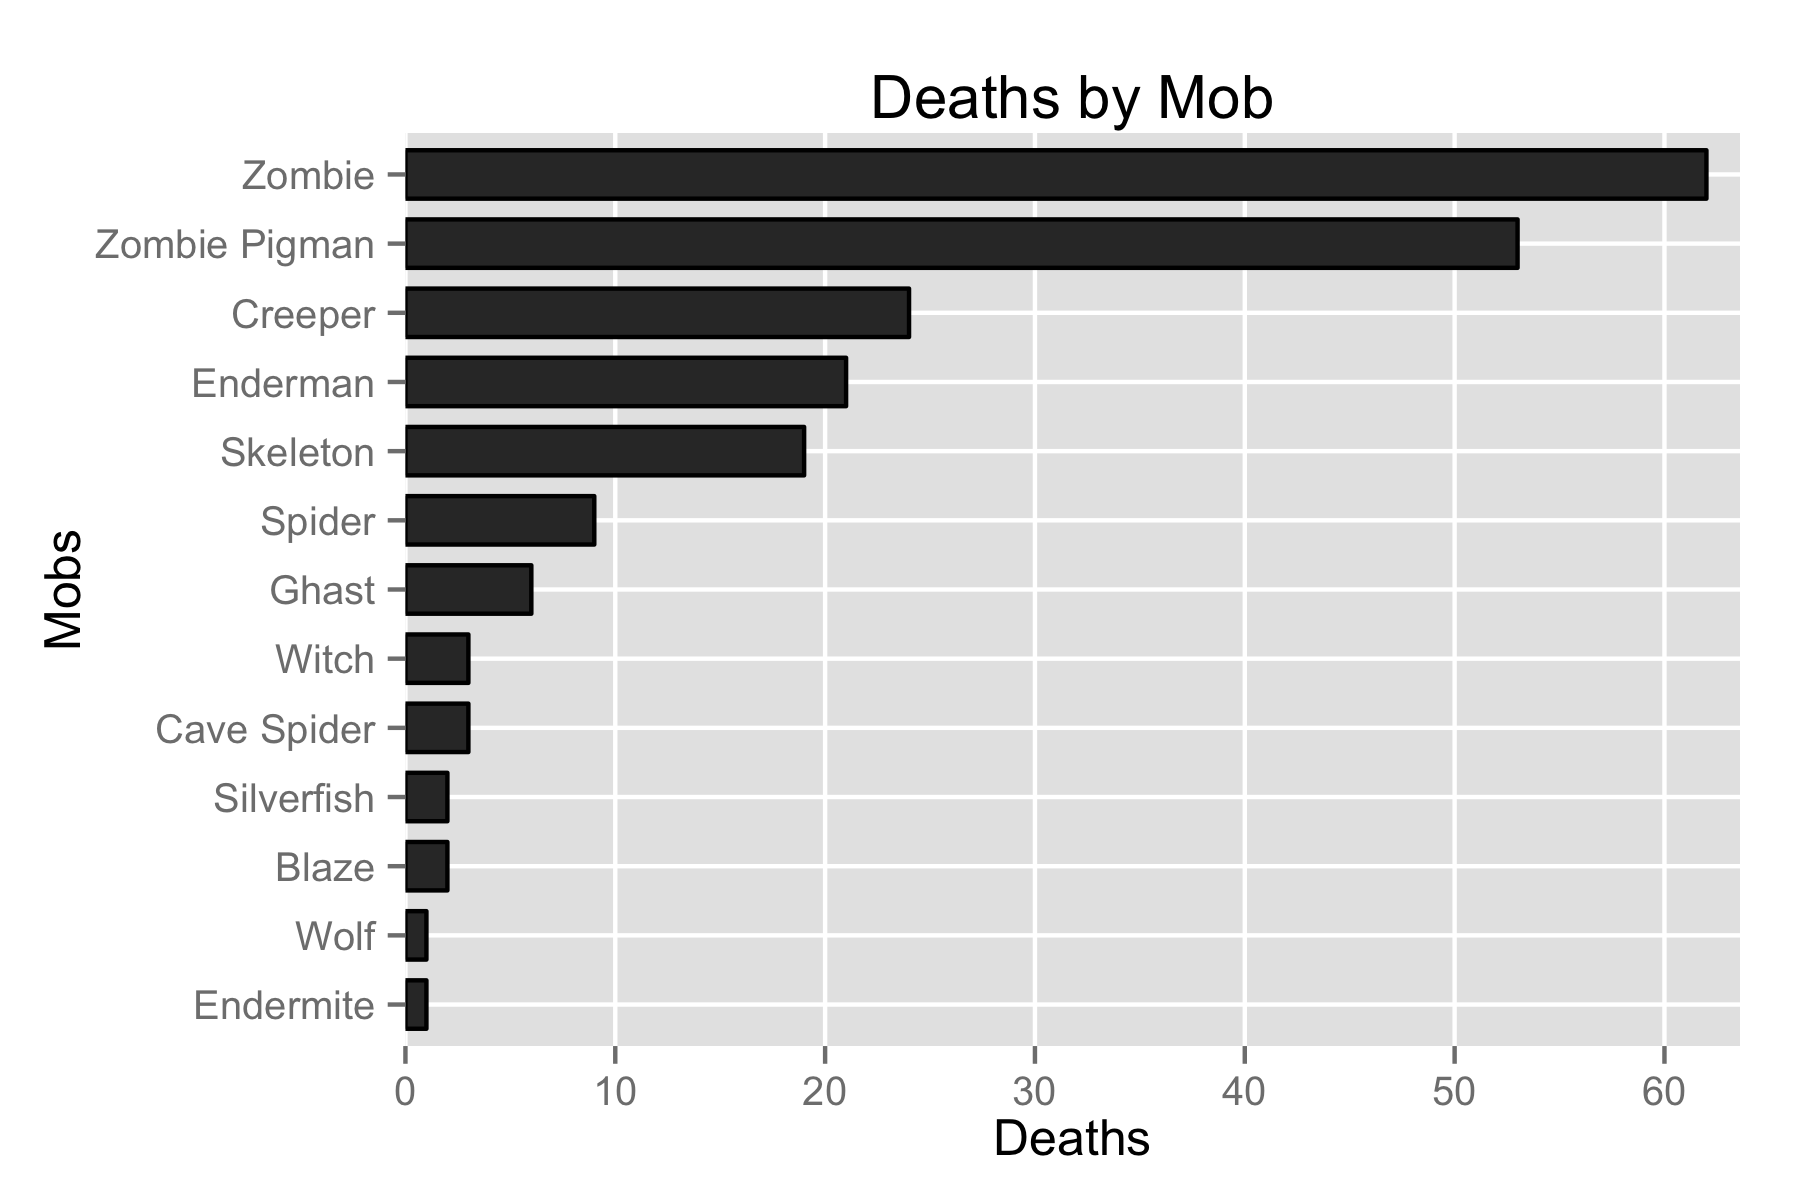 Deaths by Mob
Zombie
Zombie Pigman
Creeper
Enderman
Skeleton
Spider
Ghast
Witch
Cave Spider
Silverfish
Blaze
Wolf
Endermite
Mobs
0 10 20 30 40 50 60
Deaths